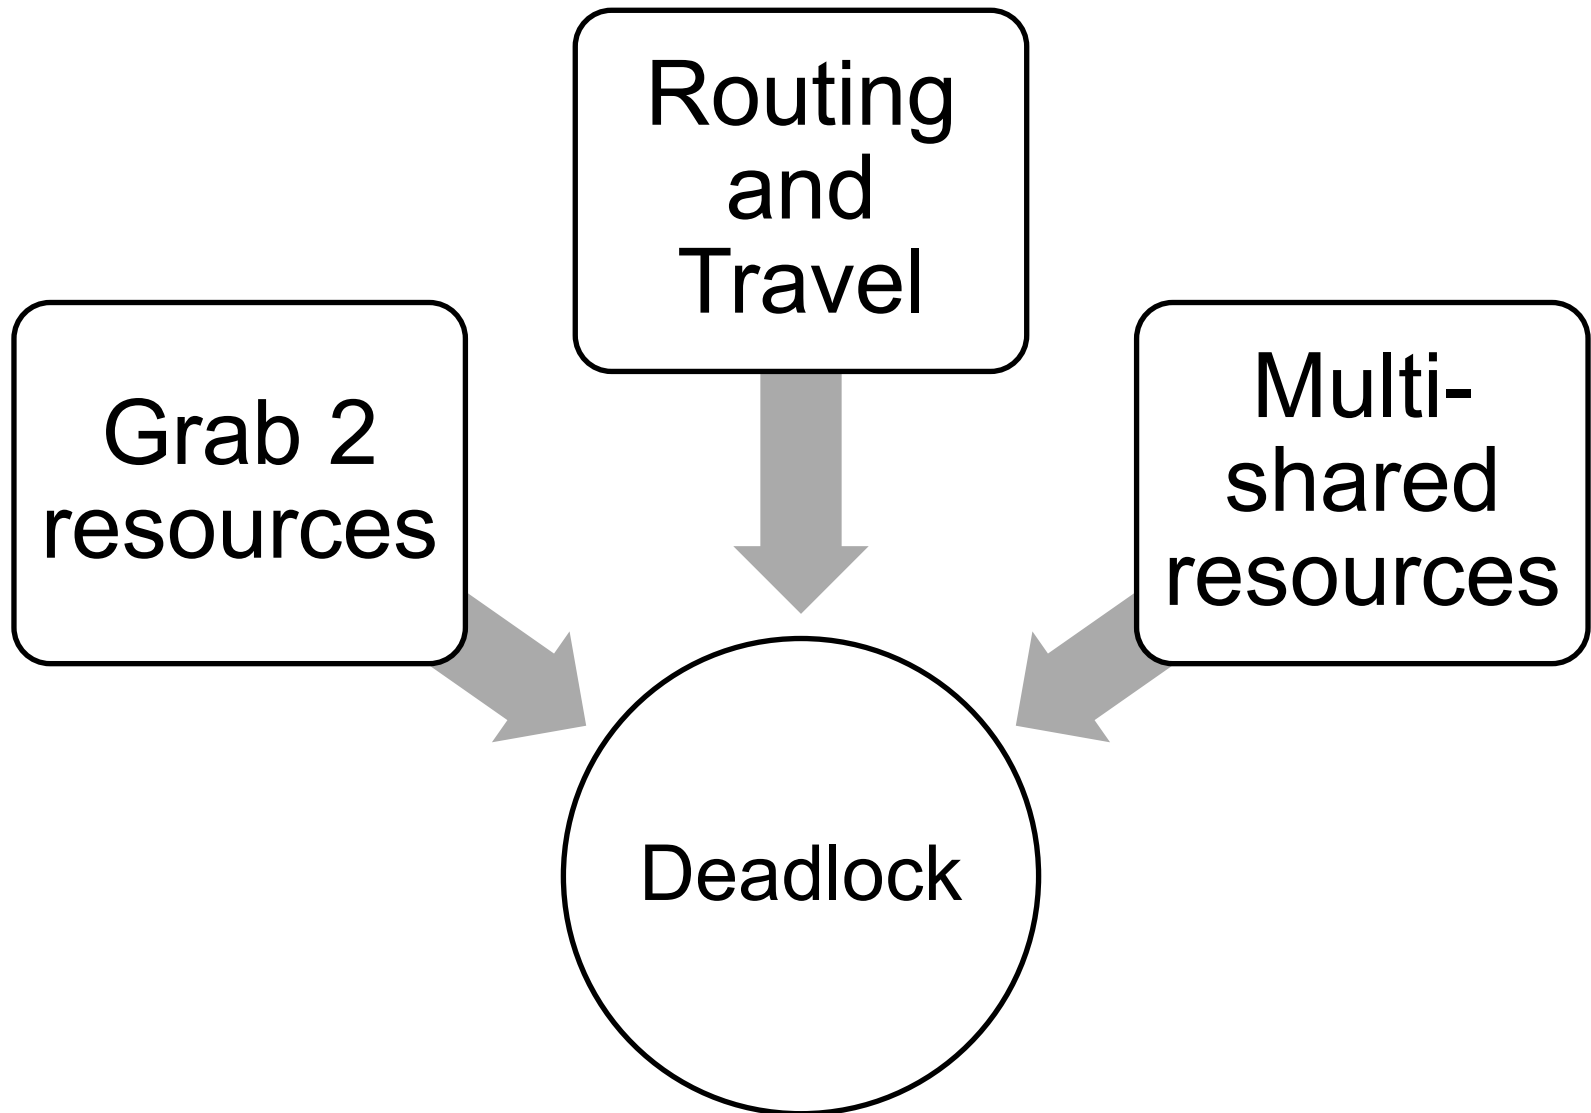 Routing
and
Travel
Grab 2
resources
Multi-
shared
resources
Deadlock